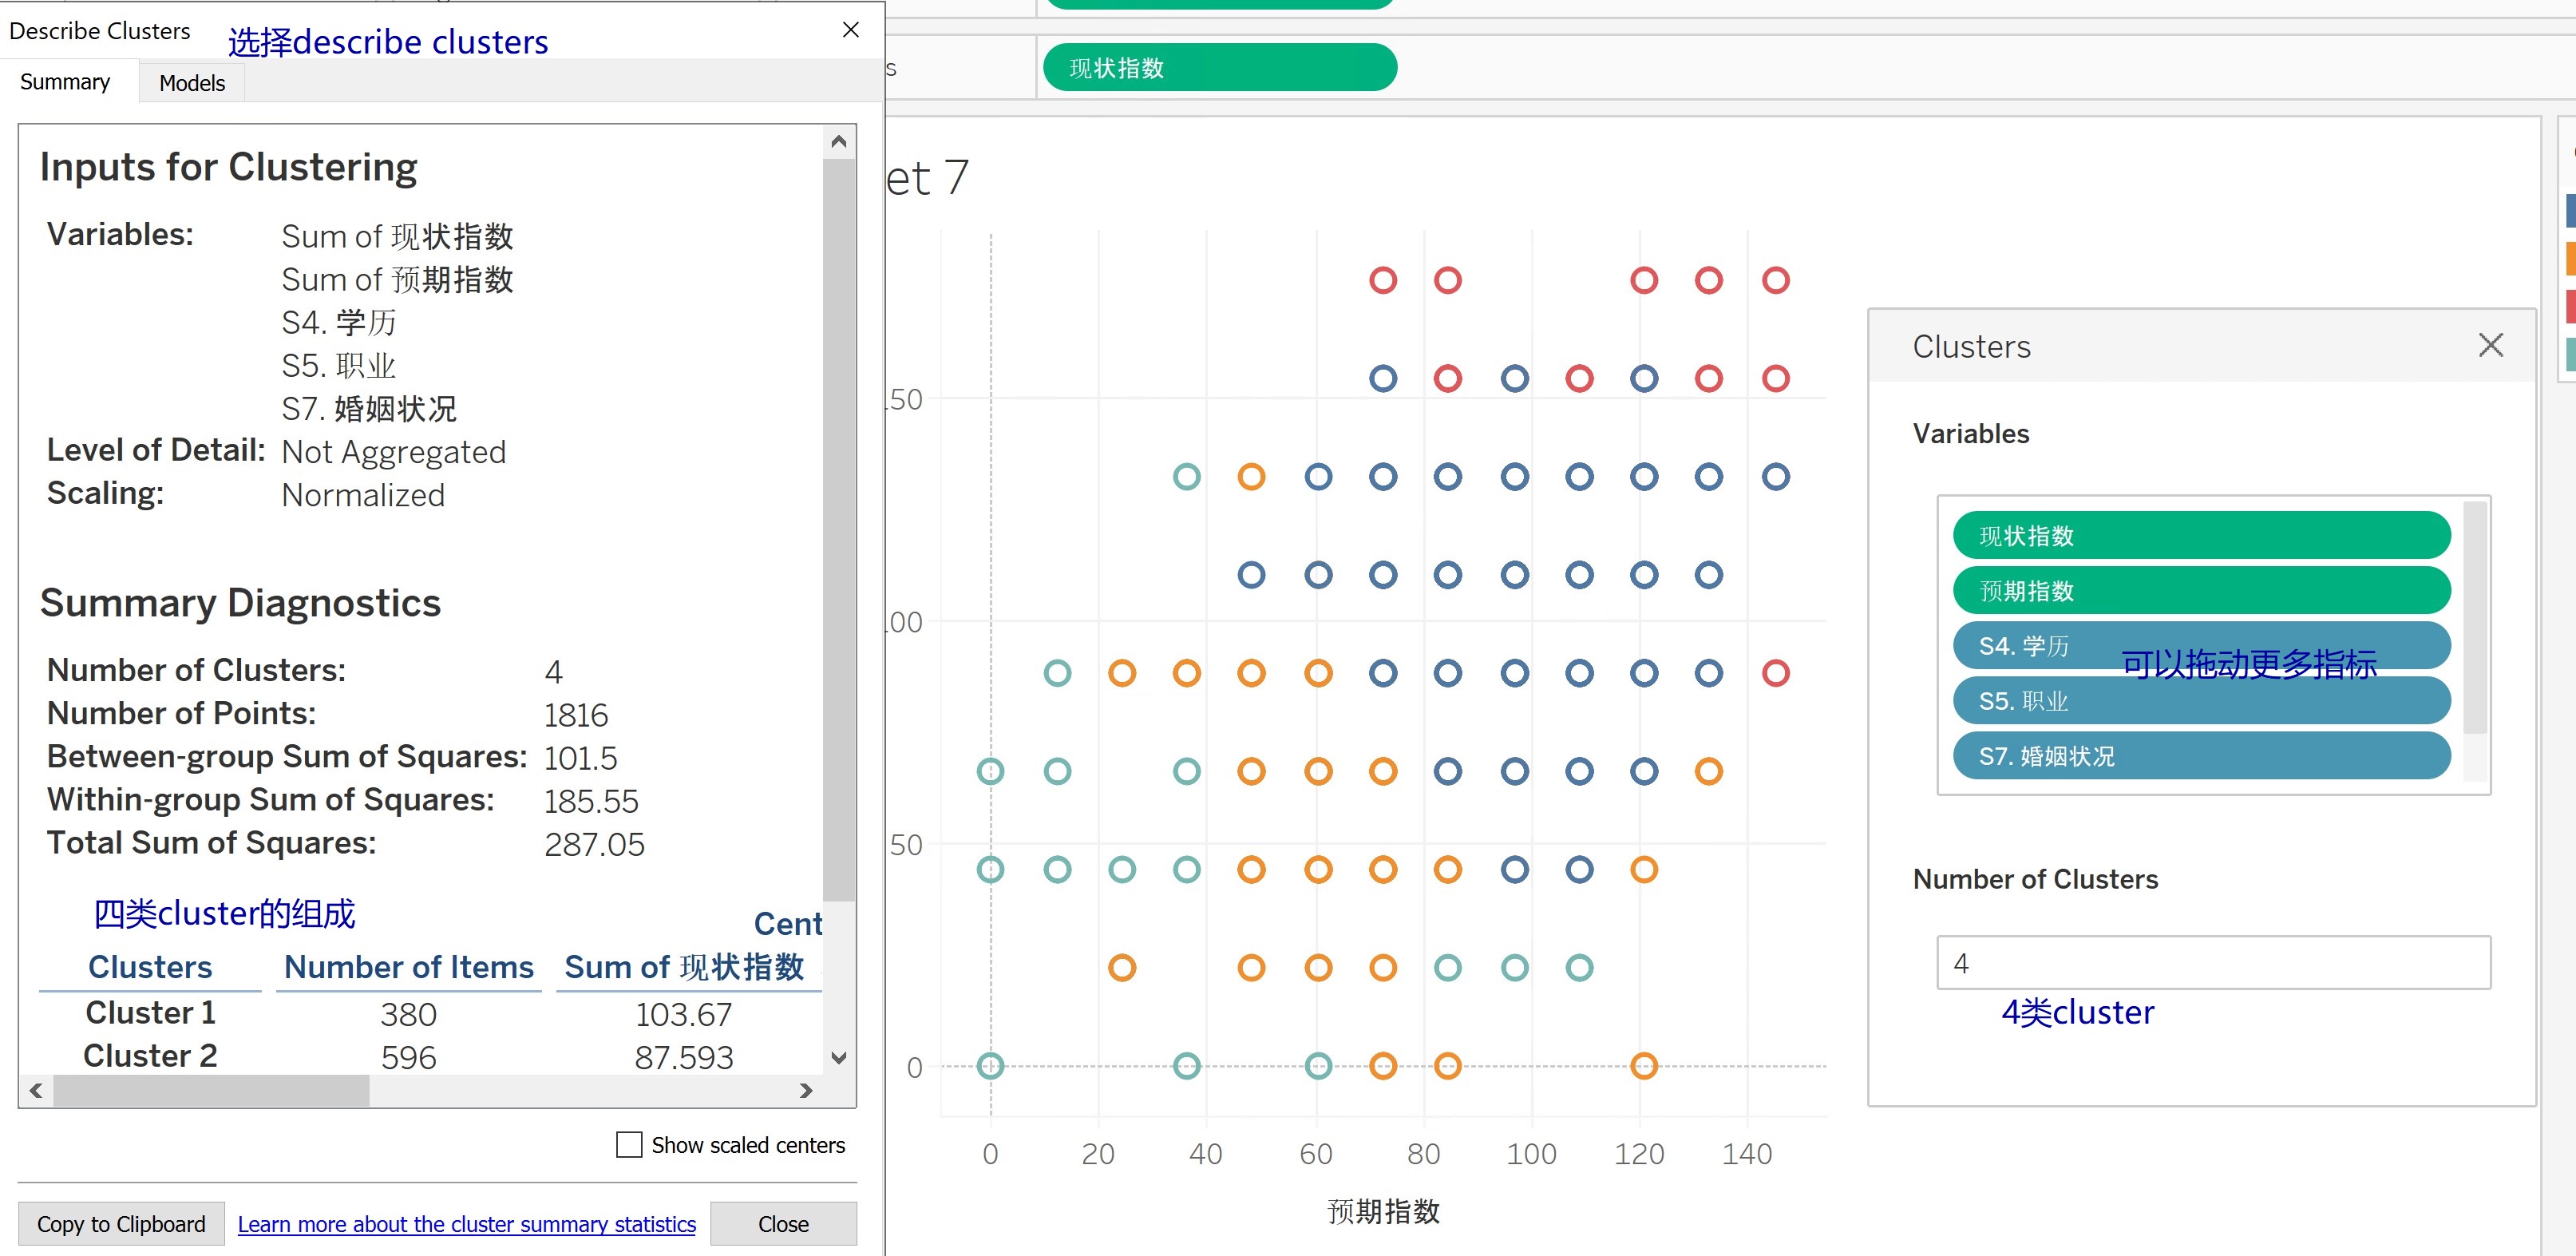 Describe Clusters
选择describe clusters
Summary
Models
Inputs for Clustering
Variables:
Sum of 现状指数
Sum of 预期指数
S4. 学历
S5. 职业
S7. 婚姻状况
Level of Detail: Not Aggregated
Scaling: Normalized
Summary Diagnostics
Number of Clusters: 4
Number of Points: 1816
Between-group Sum of Squares: 101.5
Within-group Sum of Squares: 185.55
Total Sum of Squares: 287.05
四类cluster的组成
Cent
Clusters Number of Items Sum of 现状指数
Cluster 1 380 103.67
Cluster 2 596 87.593
Show scaled centers
Copy to Clipboard
Learn more about the cluster summary statistics
Close
s
现状指数
et 7
50
00
50
0
0 20 40 60 80 100 120 140
预期指数
Clusters
Variables
现状指数
预期指数
S4. 学历
可以拖动更多指标
S5. 职业
S7. 婚姻状况
Number of Clusters
4
4类cluster